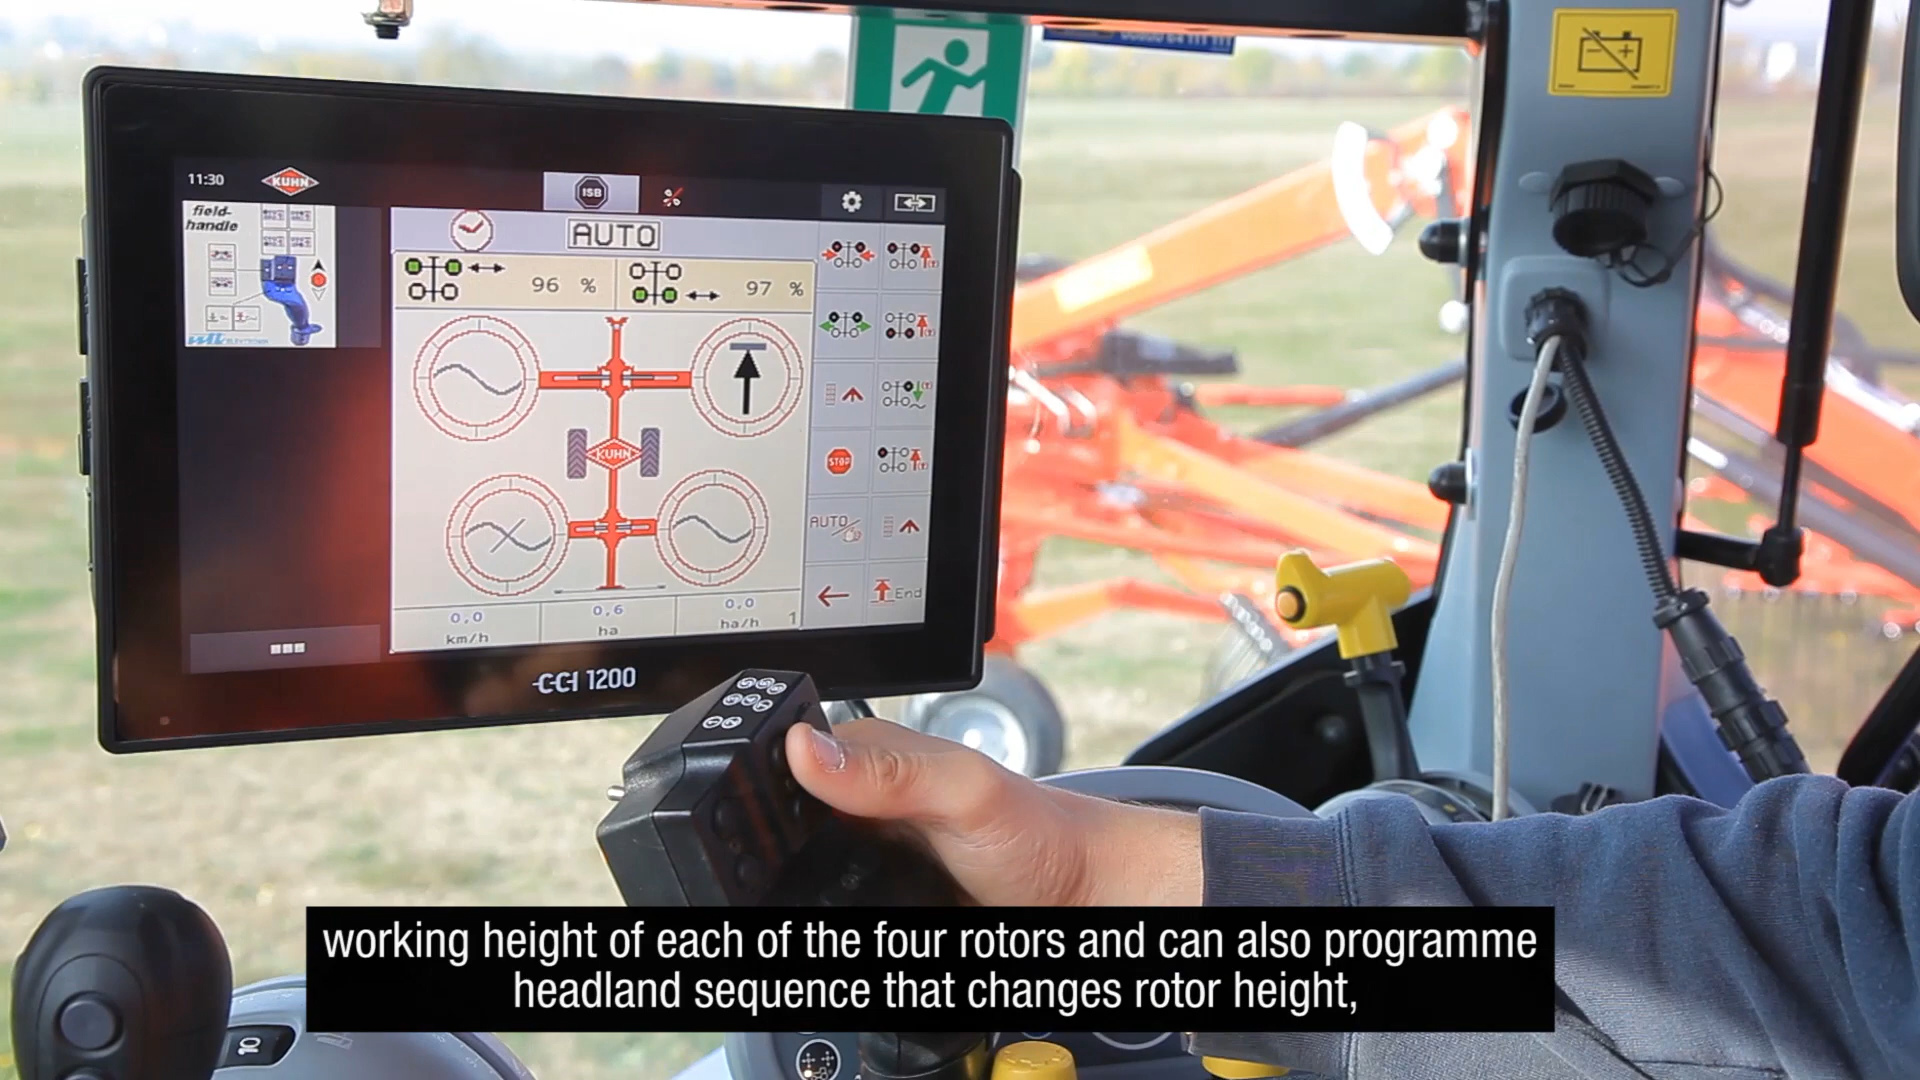 11:30
KUHN
ISB
field-
handle
AUTO
96 %
97 %
KUHN
STOP
AUTO
End
0,0
0,6
0,0
1
km/h
ha
ha/h
CCI 1200
10
working height of each of the four rotors and can also programme
headland sequence that changes rotor height,